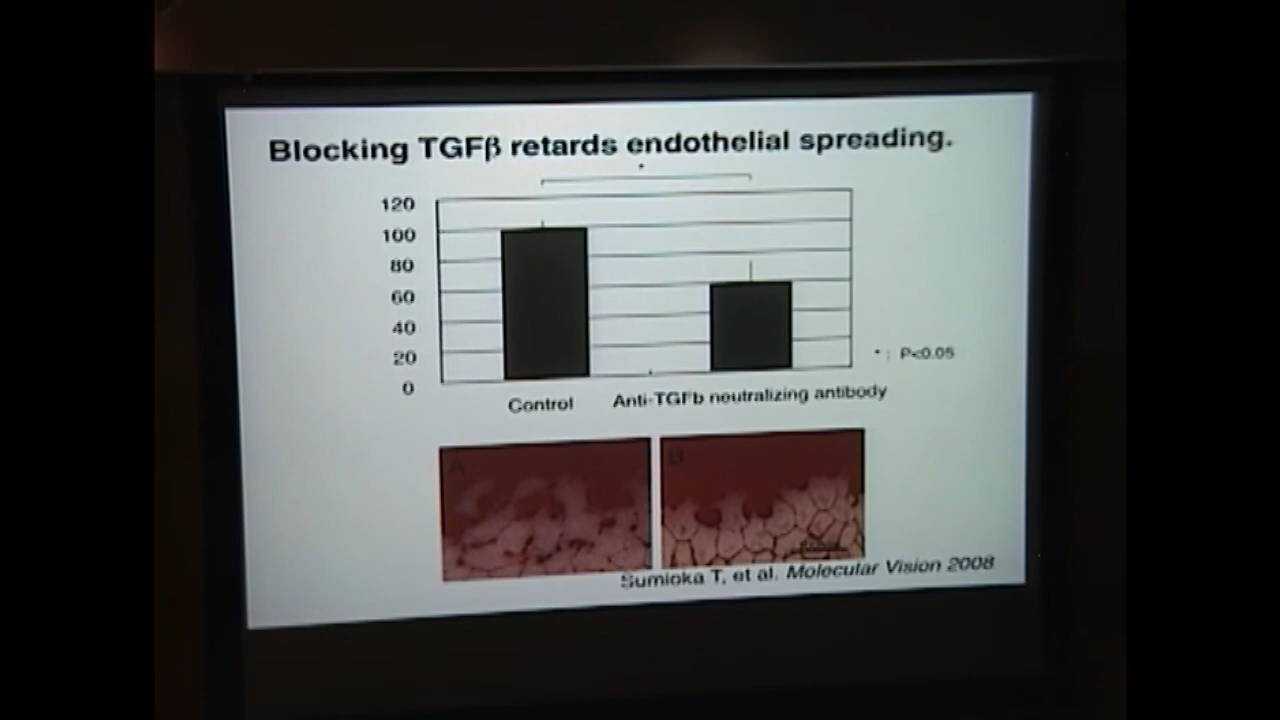 Blocking TGFβ retards endothelial spreading.
*
120
100
80
60
40
20
0
* : P<0.05
Control
Anti-TGFb neutralizing antibody
A
B
Sumioka T, et al. Molecular Vision 2008